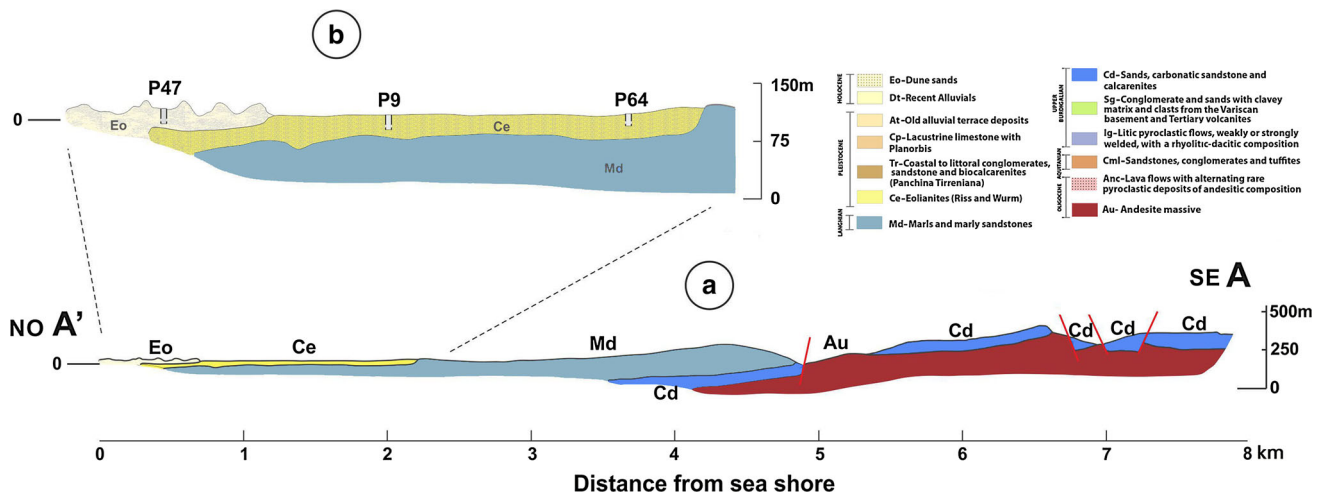 b
P47
P9
P64
0
Eo
Ce
Md
150m
75
0
HOLOCENE
Eo-Dune sands
Dt-Recent Alluvials
PLEISTOCENE
At-Old alluvial terrace deposits
Cp-Lacustrine limestone with
Planorbis
Tr-Coastal to littoral conglomerates,
sandstone and biocalcarenites
(Panchina Tirreniana)
Ce-Eolianites (Riss and Wurm)
LANGHIAN
Md-Marls and marly sandstones
UPPER
BURDIGALIAN
Cd-Sands, carbonatic sandstone and
calcarenites
Sg-Conglomerate and sands with clayey
matrix and clasts from the Variscan
basement and Tertiary volcanites
Ig-Litic pyroclastic flows, weakly or strongly
welded, with a rhyolitc-dacitic composition
AQUITANIAN
Cml-Sandstones, conglomerates and tuffites
OLIGOCENE
Anc-Lava flows with alternating rare
pyroclastic deposits of andesitic composition
Au- Andesite massive
a
NO A'
SE A
0
Eo
Ce
Md
Cd
Au
Cd
Cd
Cd
Cd
500m
250
0
0 1 2 3 4 5 6 7 8 km
Distance from sea shore